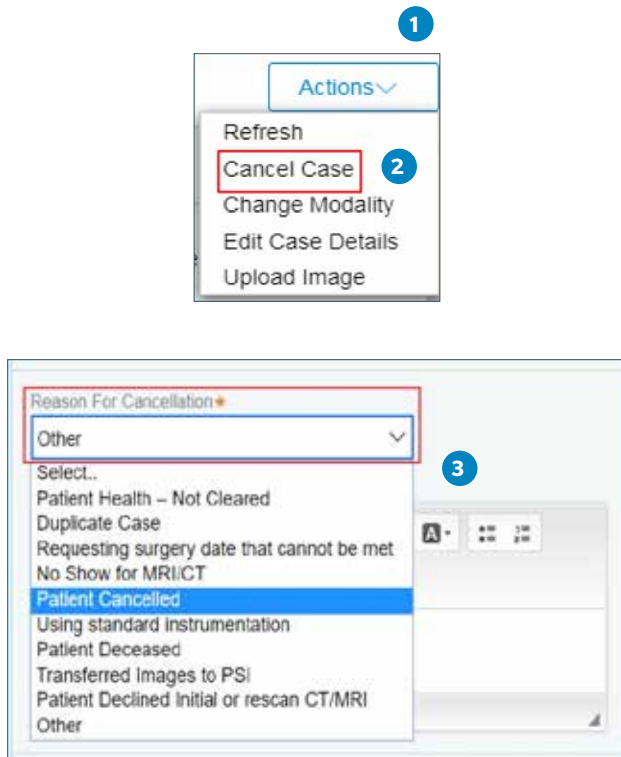 1
Actions
Refresh
Cancel Case
2
Change Modality
Edit Case Details
Upload Image
Reason For Cancellation
Other
3
Select..
Patient Health – Not Cleared
Duplicate Case
Requesting surgery date that cannot be met
No Show for MRI/CT
Patient Cancelled
Using standard instrumentation
Patient Deceased
Transferred Images to PSI
Patient Declined Initial or rescan CT/MRI
Other
A